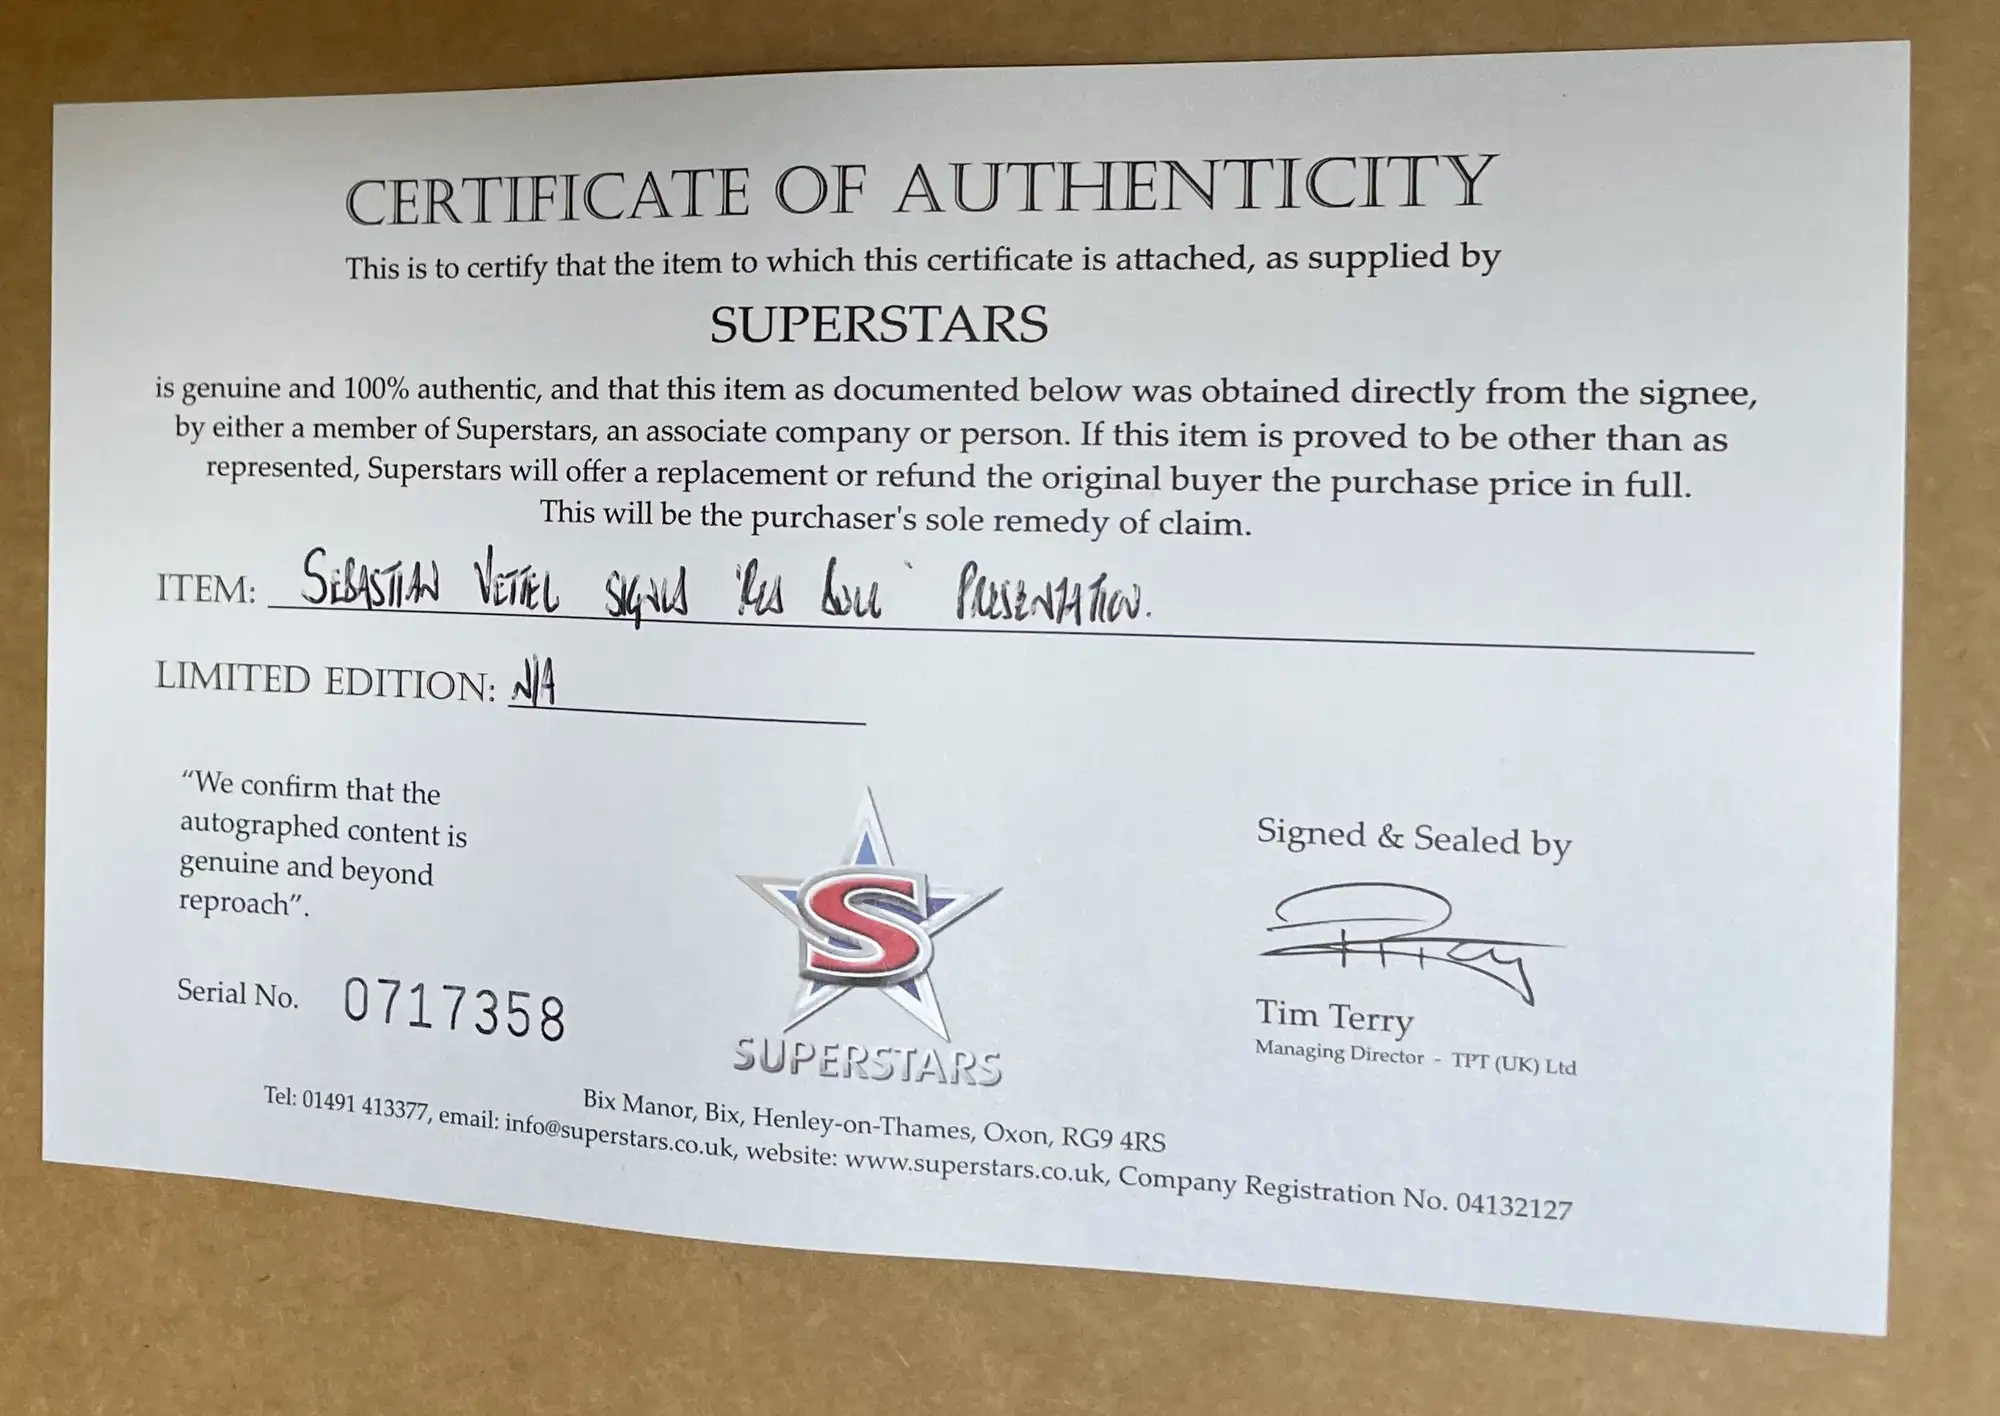 CERTIFICATE OF AUTHENTICITY
This is to certify that the item to which this certificate is attached, as supplied by
SUPERSTARS
is genuine and 100% authentic, and that this item as documented below was obtained directly from the signee,
by either a member of Superstars, an associate company or person. If this item is proved to be other than as
represented, Superstars will offer a replacement or refund the original buyer the purchase price in full.
This will be the purchaser's sole remedy of claim.
ITEM: SEBASTIAN VETTEL SIGNED 'RED BULL' PRESENTATION.
LIMITED EDITION: N/A
“We confirm that the
autographed content is
genuine and beyond
reproach”.
Serial No. 0717358
S
SUPERSTARS
Signed & Sealed by
Tim Terry
Managing Director - TPT (UK) Ltd
Bix Manor, Bix, Henley-on-Thames, Oxon, RG9 4RS
Tel: 01491 413377, email: info@superstars.co.uk, website: www.superstars.co.uk, Company Registration No. 04132127